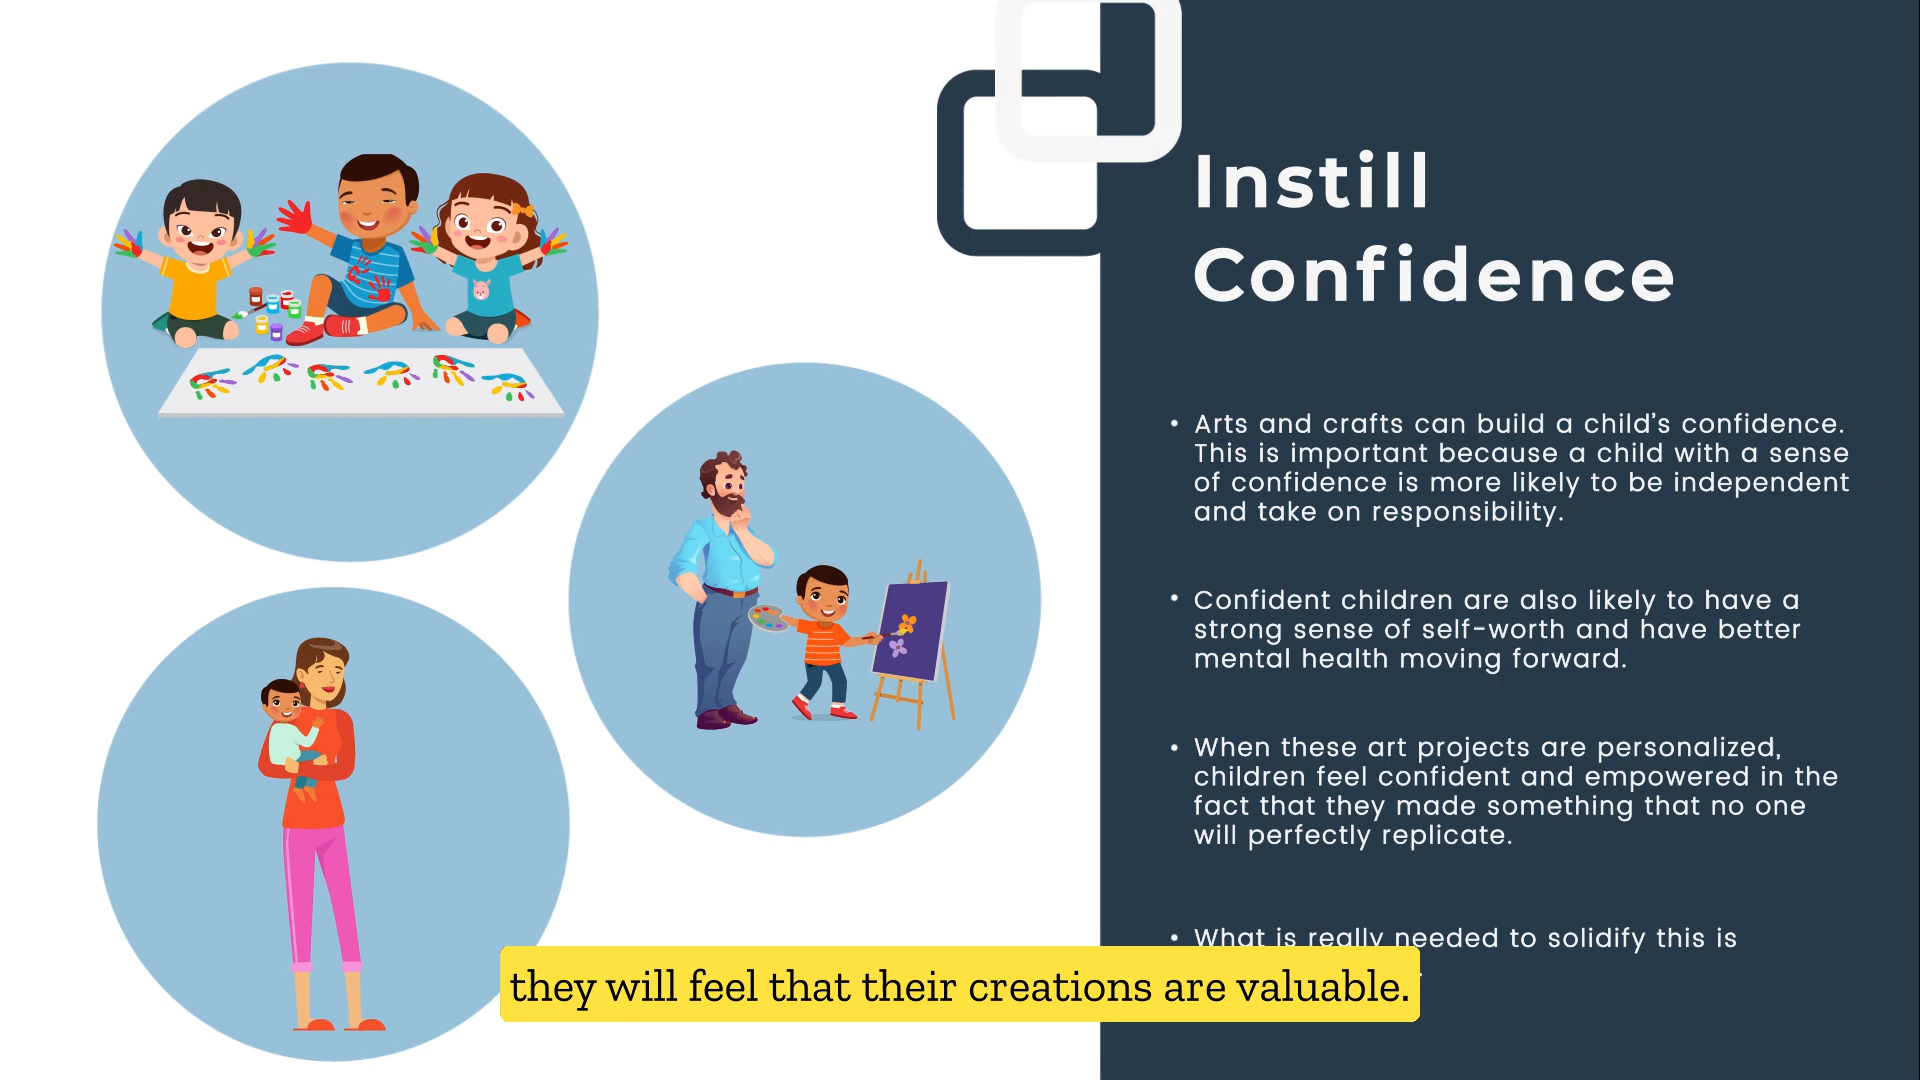 Instill
Confidence
• Arts and crafts can build a child's confidence.
This is important because a child with a sense
of confidence is more likely to be independent
and take on responsibility.
• Confident children are also likely to have a
strong sense of self-worth and have better
mental health moving forward.
• When these art projects are personalized,
children feel confident and empowered in the
fact that they made something that no one
will perfectly replicate.
• What is really needed to solidify this is
they will feel that their creations are valuable.